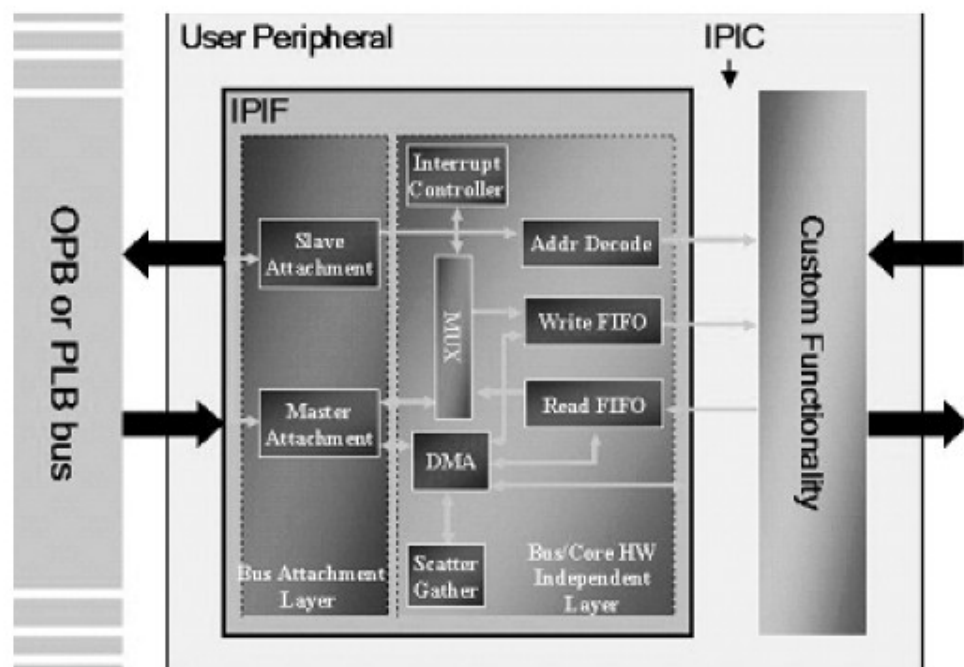 User Peripheral
IPIC
IPIF
OPB or PLB bus
Interrupt
Controller
Slave
Attachment
Addr Decode
MUX
Write FIFO
Master
Attachment
Read FIFO
DMA
Scatter
Gather
Bus Attachment
Layer
Bus/Core HW
Independent
Layer
Custom Functionality